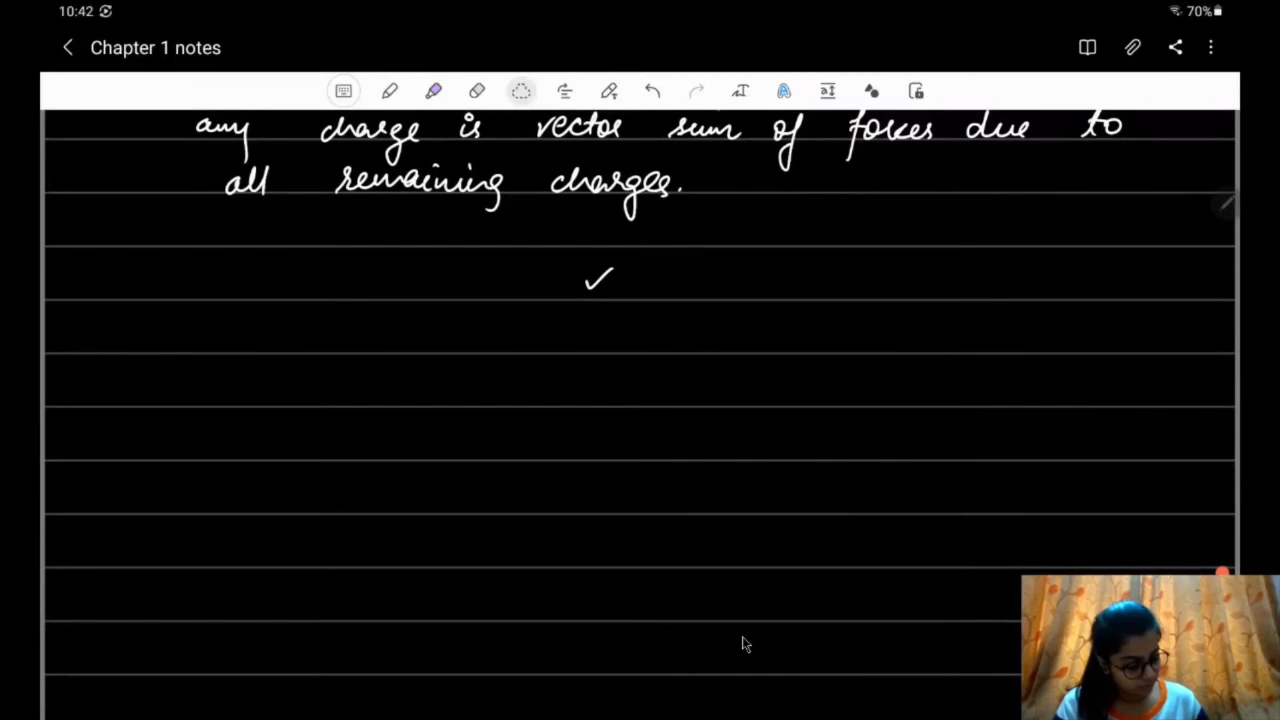 10:42
70%
Chapter 1 notes
any charge is vector sum of forces due to
all remaining charges.